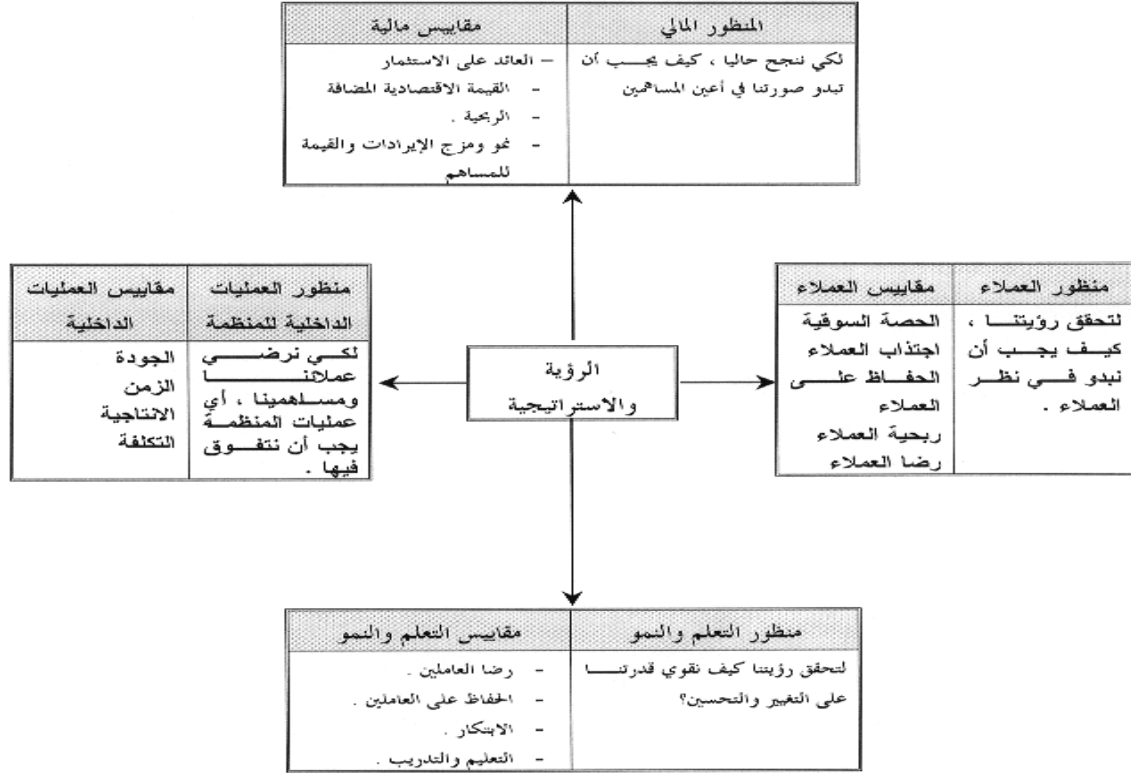 المنظور المالي
مقاييس مالية
لكي ننجح حاليا ، كيف يجب أن
تبدو صورتنا في أعين المساهمين
– العائد على الاستثمار
- القيمة الاقتصادية المضافة
- الربحية .
- نمو ومزج الإيرادات والقيمة
للمساهم
منظور العملاء
مقاييس العملاء
لتحقق رؤيتنا ،
كيف يجب أن
نبدو في نظر
العملاء .
الحصة السوقية
اجتذاب العملاء
الحفاظ على
العملاء
ربحية العملاء
رضا العملاء
الرؤية
والاستراتيجية
منظور العمليات
الداخلية للمنظمة
مقاييس العمليات
الداخلية
لكي نرضي
عملائنا
ومساهمينا ، أي
عمليات المنظمة
يجب أن نتفوق
فيها .
الجودة
الزمن
الانتاجية
التكلفة
منظور التعلم والنمو
مقاييس التعلم والنمو
لتحقق رؤيتنا كيف نقوي قدرتنا
على التغيير والتحسين؟
- رضا العاملين .
- الحفاظ على العاملين .
- الابتكار .
- التعليم والتدريب .